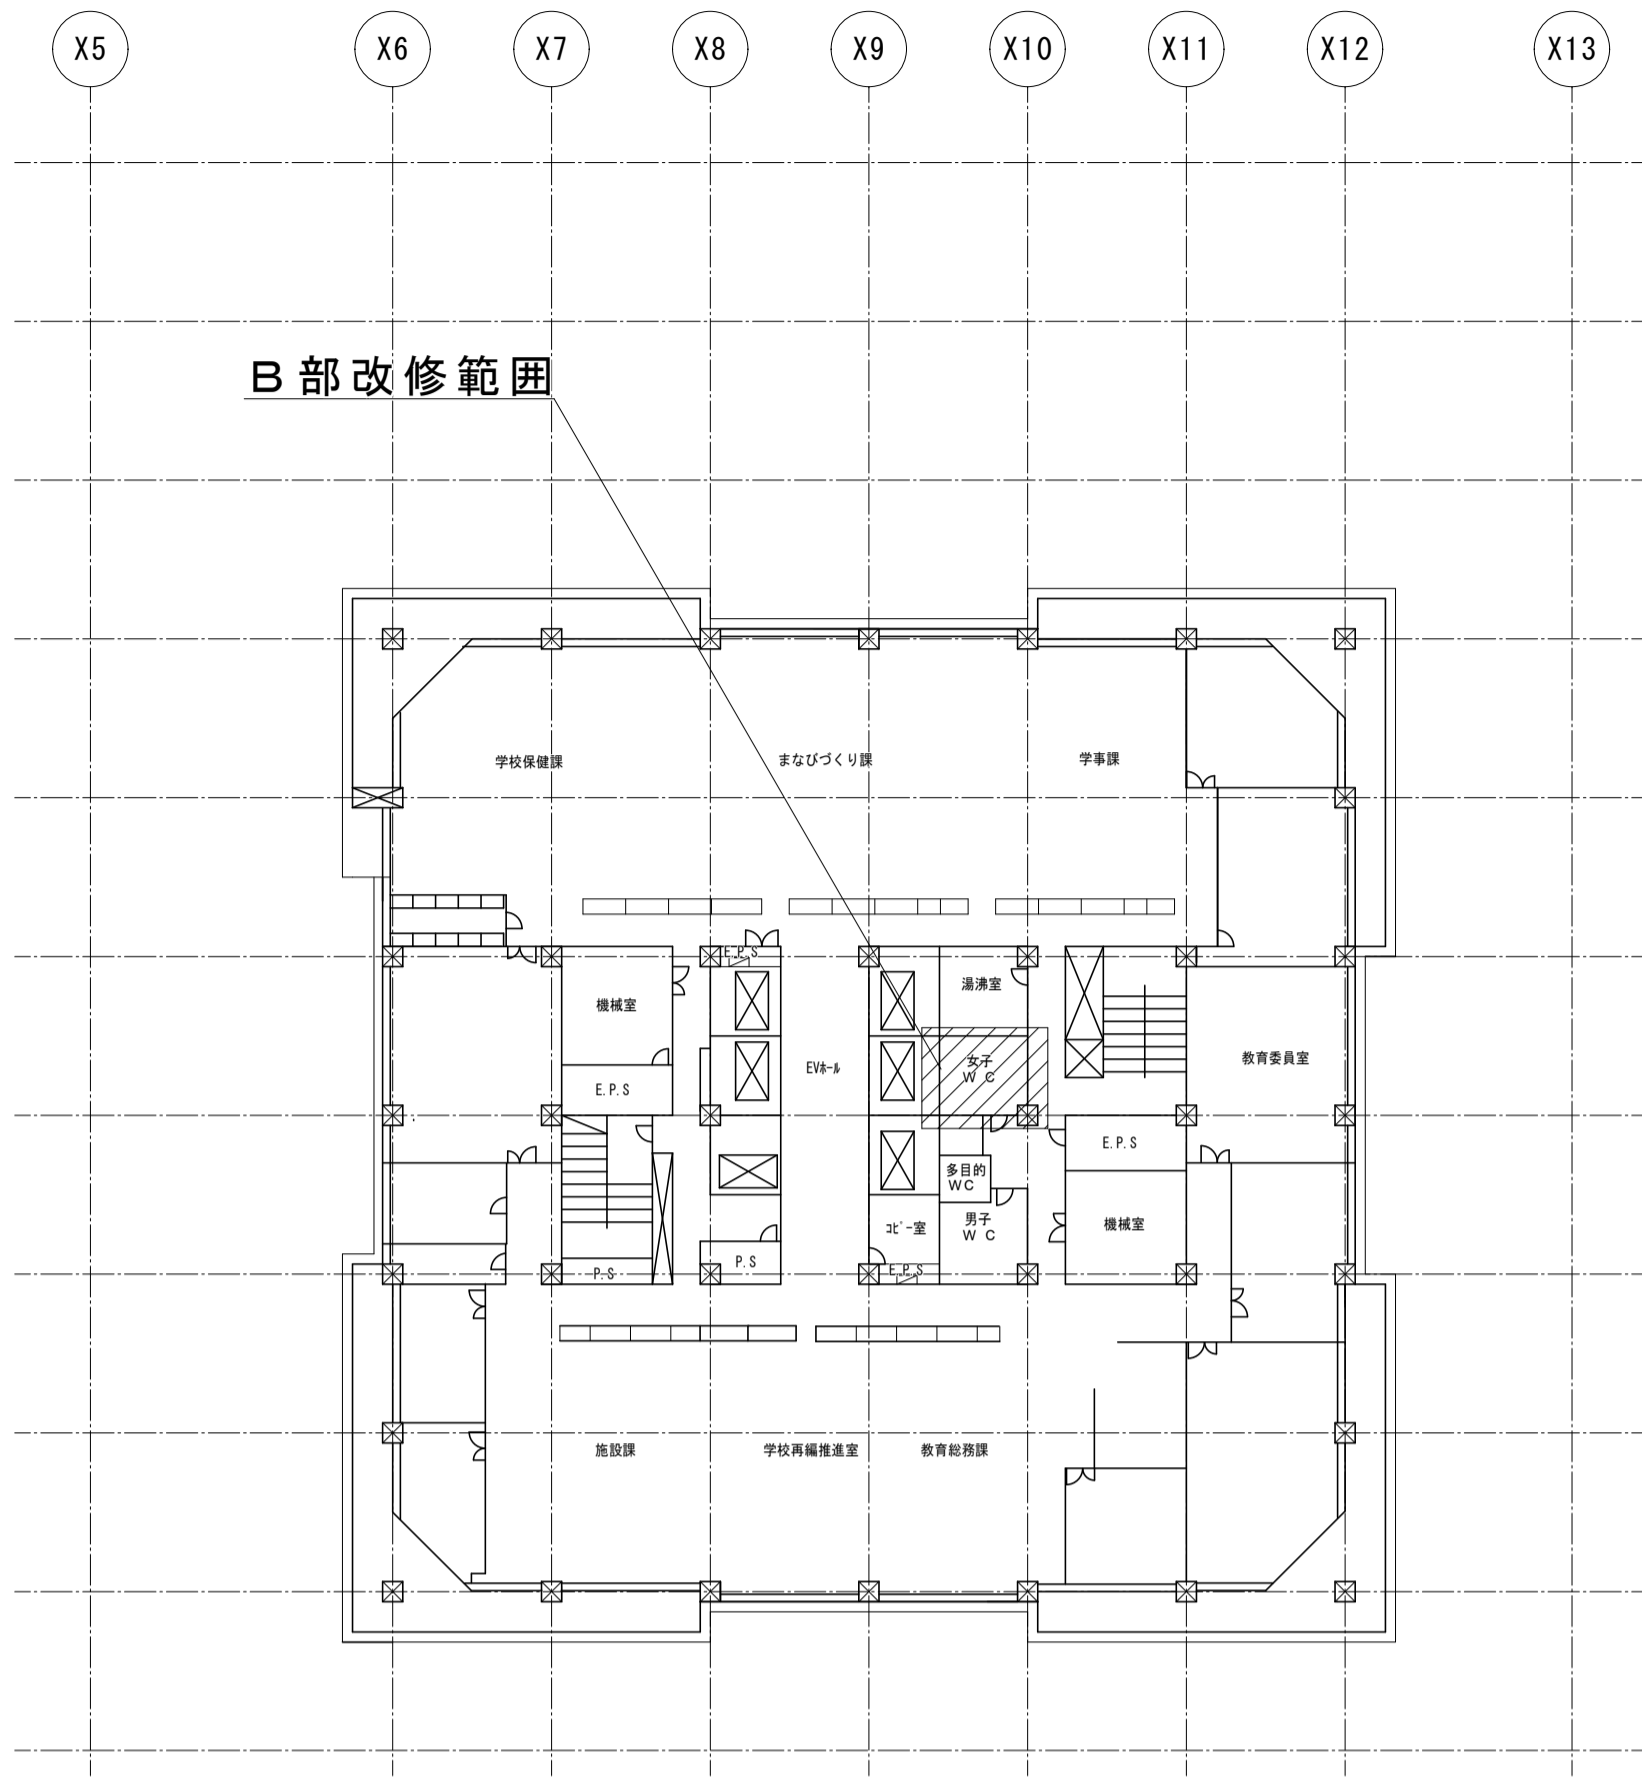 X5 X6 X7 X8 X9 X10 X11 X12 X13
B部改修範囲
学校保健課 まなびづくり課 学事課
E.P.S
湯沸室
機械室
教育委員室
女子
W C
EVホール
E.P.S
E.P.S
多目的
WC
男子
W C
コピー室
機械室
P.S
P.S
E.P.S
施設課 学校再編推進室 教育総務課